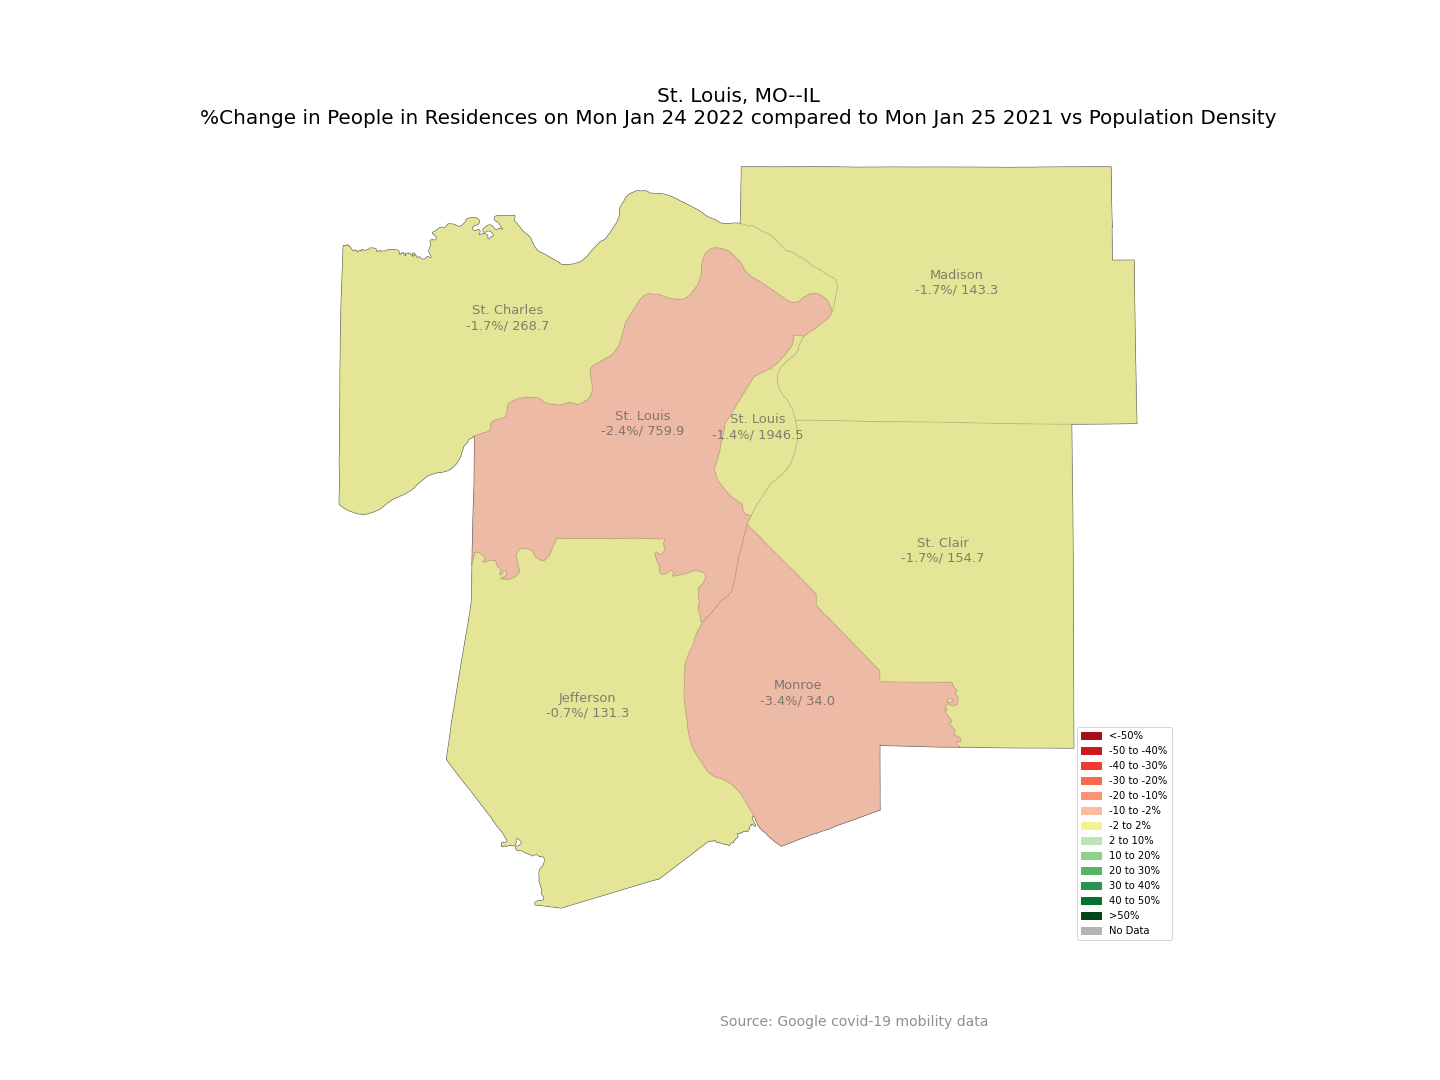 St. Louis, MO--IL
%Change in People in Residences on Mon Jan 24 2022 compared to Mon Jan 25 2021 vs Population Density
Madison
-1.7%/ 143.3
St. Charles
-1.7%/ 268.7
St. Louis
-2.4%/ 759.9
St. Louis
-1.4%/ 1946.5
St. Clair
-1.7%/ 154.7
Monroe
-3.4%/ 34.0
Jefferson
-0.7%/ 131.3
<-50%
-50 to -40%
-40 to -30%
-30 to -20%
-20 to -10%
-10 to -2%
-2 to 2%
2 to 10%
10 to 20%
20 to 30%
30 to 40%
40 to 50%
>50%
No Data
Source: Google covid-19 mobility data